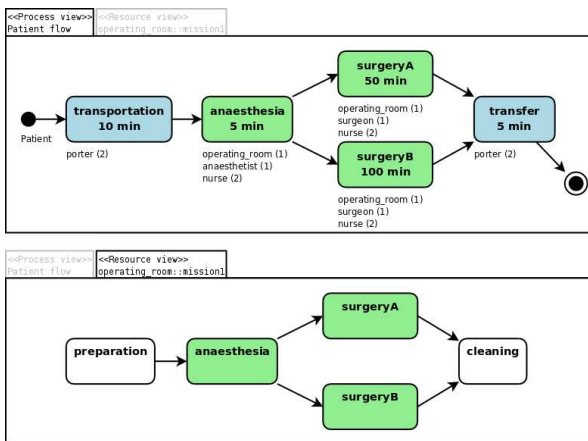 <<Process view>> <<Resource view>>
Patient flow operating_room::mission1
Patient
transportation
10 min
porter (2)
anaesthesia
5 min
operating_room (1)
anaesthetist (1)
nurse (2)
surgeryA
50 min
operating_room (1)
surgeon (1)
nurse (2)
surgeryB
100 min
operating_room (1)
surgeon (1)
nurse (2)
transfer
5 min
porter (2)
<<Process view>> <<Resource view>>
Patient flow operating_room::mission1
preparation
anaesthesia
surgeryA
surgeryB
cleaning